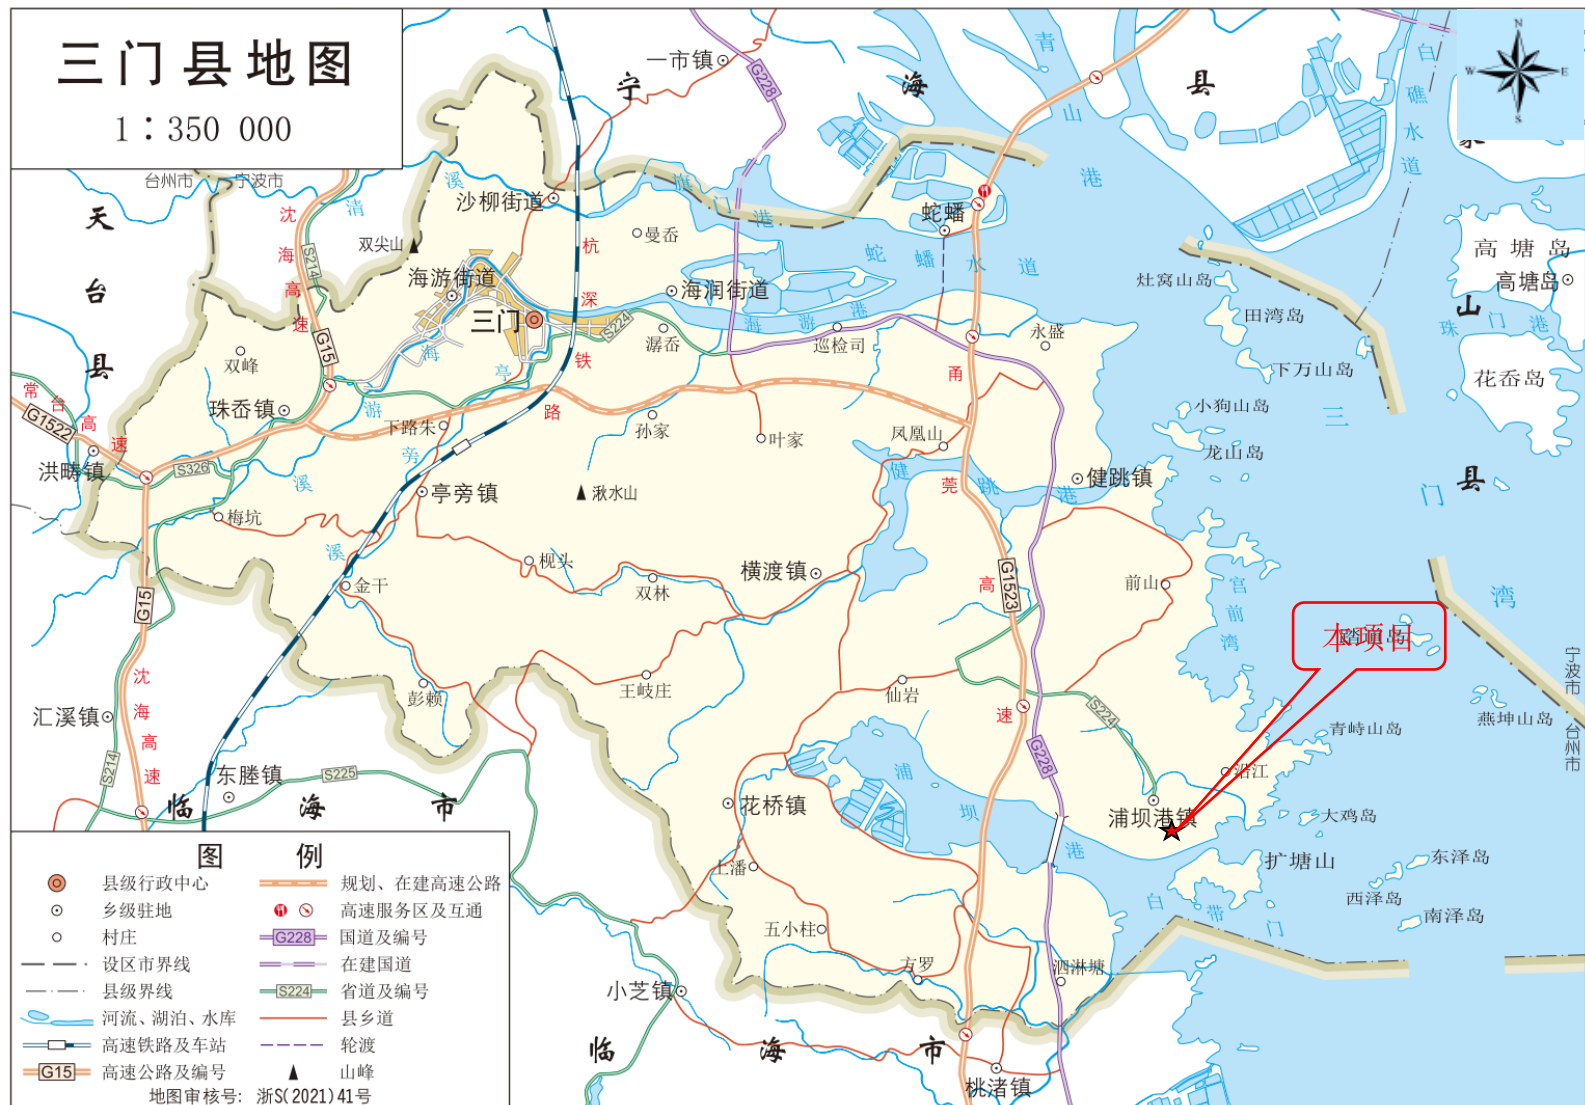 三门县地图
1：350 000
N
W
E
S
台州市
宁波市
天台县
宁海县
象山县
临海市
临海市
一市镇
沙柳街道
曼岙
双尖山
海游街道
三门
海润街道
蛇蟠
巡检司
永盛
双峰
珠岙镇
潺岙
下路朱
孙家
叶家
凤凰山
洪畴镇
亭旁镇
湫水山
健跳镇
梅坑
枧头
横渡镇
金干
双林
前山
彭赖
王岐庄
仙岩
汇溪镇
东塍镇
花桥镇
沿江
浦坝港镇
上潘
五小柱
方罗
泗淋塘
小芝镇
桃渚镇
高塘岛
高塘岛
花岙岛
灶窝山岛
田湾岛
下万山岛
小狗山岛
龙山岛
青峙山岛
燕坤山岛
大鸡岛
扩塘山
东泽岛
西泽岛
南泽岛
本项目
宁波市
台州市
青山港
白礁水道
旗门港
蛇蟠水道
海游港
珠门港
三门湾
健跳港
宫前湾
浦坝港
白带门
清溪
海游溪
亭旁溪
沈海高速
沈海高速
常台高速
杭深铁路
甬莞高速
G228
G228
G15
G15
G1522
G1523
S214
S214
S224
S224
S225
S326
图例
县级行政中心
乡级驻地
村庄
设区市界线
县级界线
河流、湖泊、水库
高速铁路及车站
G15 高速公路及编号
规划、在建高速公路
高速服务区及互通
G228 国道及编号
在建国道
S224 省道及编号
县乡道
轮渡
山峰
地图审核号: 浙S(2021)41号